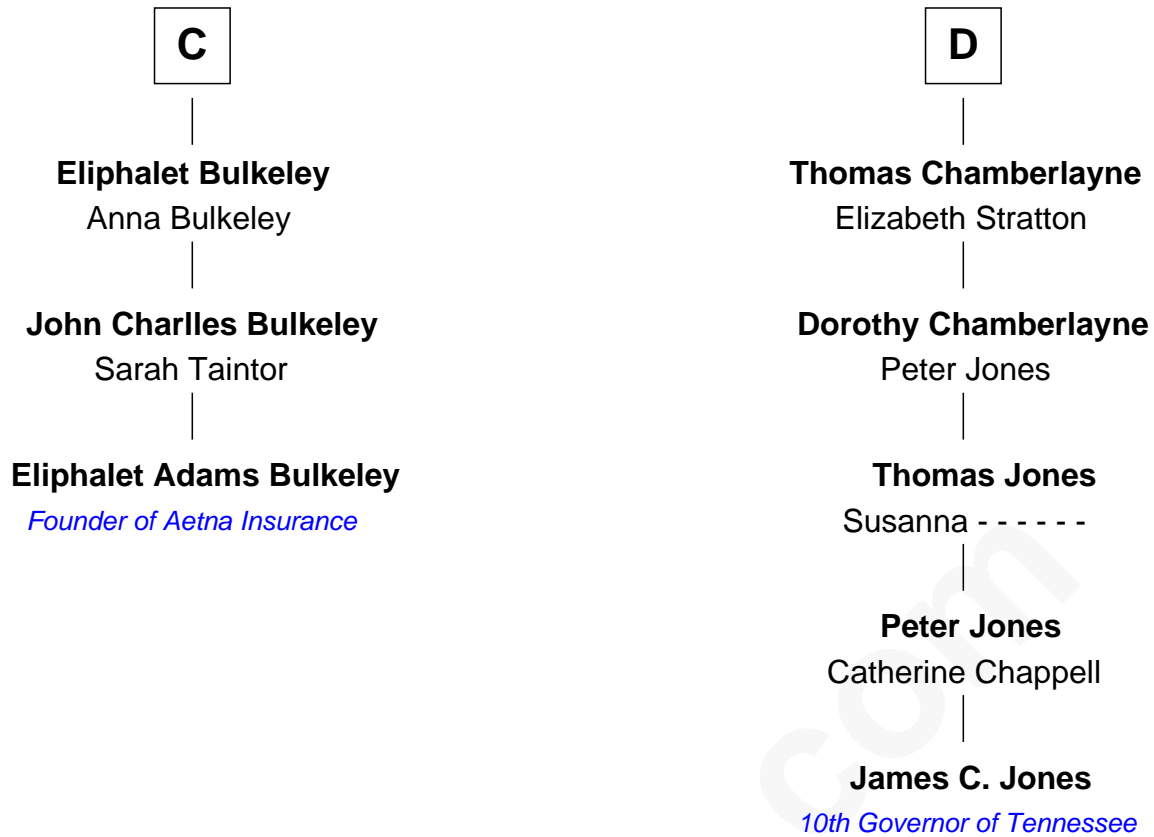 C
Eliphalet Bulkeley
Anna Bulkeley
John Charlles Bulkeley
Sarah Taintor
Eliphalet Adams Bulkeley
Founder of Aetna Insurance
D
Thomas Chamberlayne
Elizabeth Stratton
Dorothy Chamberlayne
Peter Jones
Thomas Jones
Susanna - - - - - -
Peter Jones
Catherine Chappell
James C. Jones
10th Governor of Tennessee
com